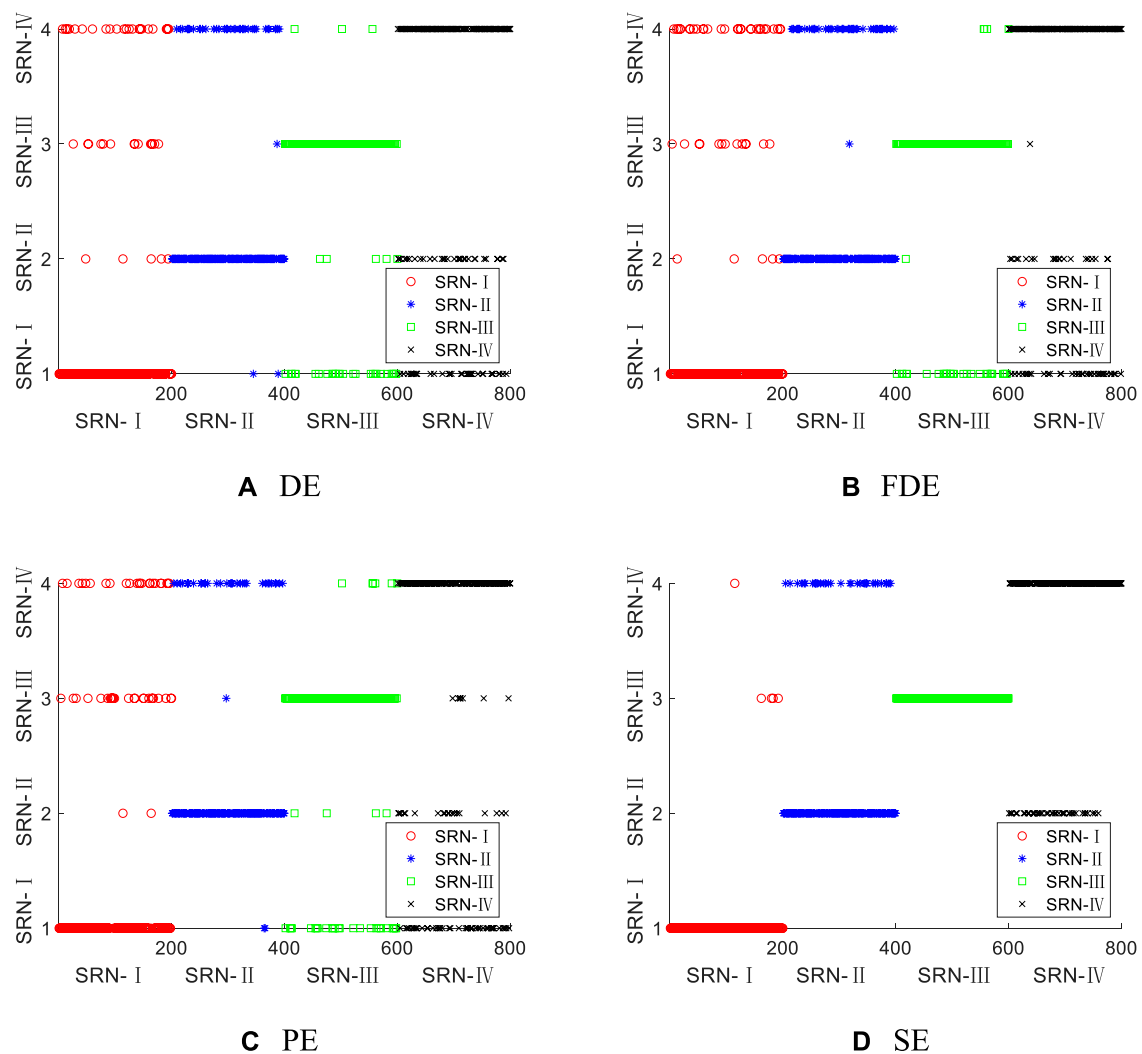 4
3
2
1
SRN-Ⅳ
SRN-Ⅲ
SRN-Ⅱ
SRN-Ⅰ
SRN-Ⅰ
SRN-Ⅱ
SRN-Ⅲ
SRN-Ⅳ
200 400 600 800
SRN-Ⅰ SRN-Ⅱ SRN-Ⅲ SRN-Ⅳ
A DE
4
3
2
1
SRN-Ⅳ
SRN-Ⅲ
SRN-Ⅱ
SRN-Ⅰ
SRN-Ⅰ
SRN-Ⅱ
SRN-Ⅲ
SRN-Ⅳ
200 400 600 800
SRN-Ⅰ SRN-Ⅱ SRN-Ⅲ SRN-Ⅳ
B FDE
4
3
2
1
SRN-Ⅳ
SRN-Ⅲ
SRN-Ⅱ
SRN-Ⅰ
SRN-Ⅰ
SRN-Ⅱ
SRN-Ⅲ
SRN-Ⅳ
200 400 600 800
SRN-Ⅰ SRN-Ⅱ SRN-Ⅲ SRN-Ⅳ
C PE
4
3
2
1
SRN-Ⅳ
SRN-Ⅲ
SRN-Ⅱ
SRN-Ⅰ
SRN-Ⅰ
SRN-Ⅱ
SRN-Ⅲ
SRN-Ⅳ
200 400 600 800
SRN-Ⅰ SRN-Ⅱ SRN-Ⅲ SRN-Ⅳ
D SE